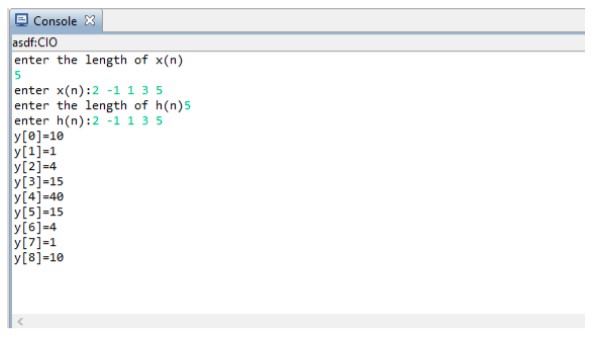 Console
asdf:CIO
enter the length of x(n)
5
enter x(n):2 -1 1 3 5
enter the length of h(n)5
enter h(n):2 -1 1 3 5
y[0]=10
y[1]=1
y[2]=4
y[3]=15
y[4]=40
y[5]=15
y[6]=4
y[7]=1
y[8]=10